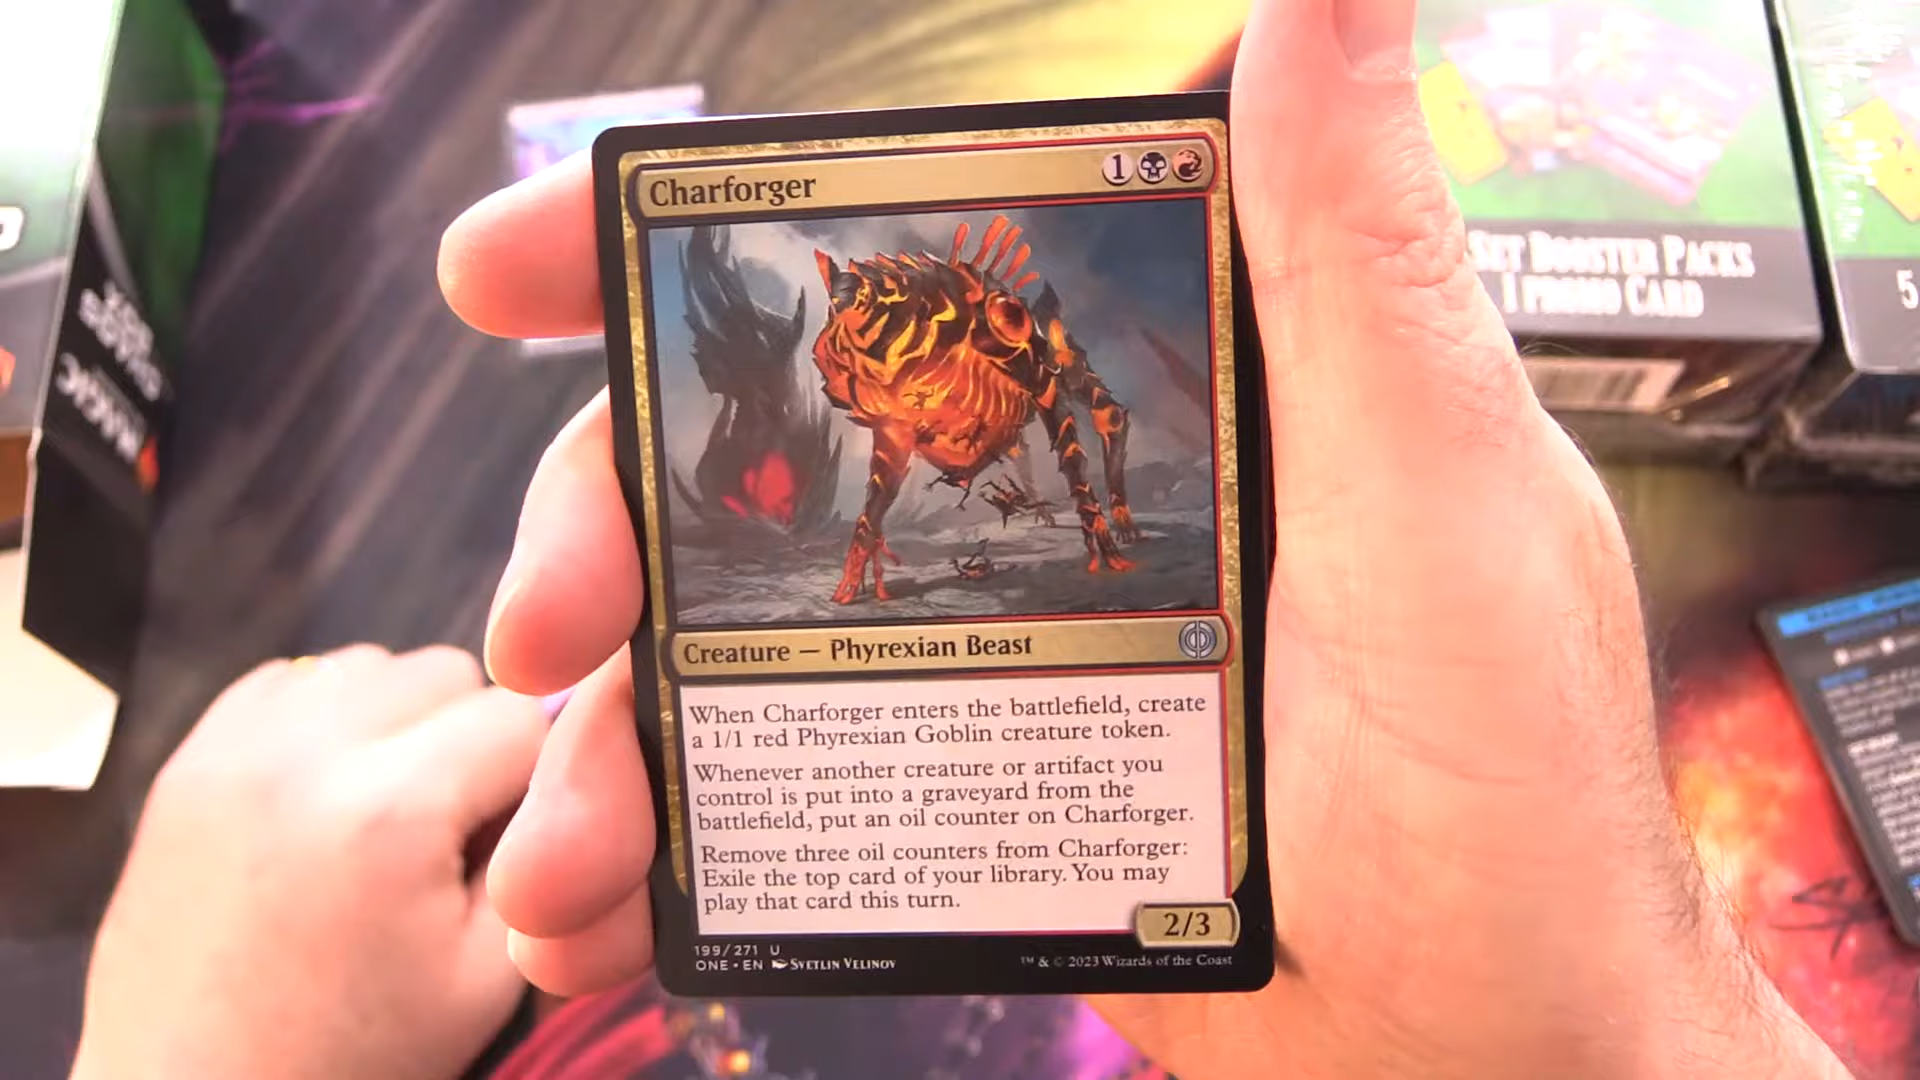 Charforger
1
Creature — Phyrexian Beast
When Charforger enters the battlefield, create
a 1/1 red Phyrexian Goblin creature token.
Whenever another creature or artifact you
control is put into a graveyard from the
battlefield, put an oil counter on Charforger.
Remove three oil counters from Charforger:
Exile the top card of your library. You may
play that card this turn.
2/3
199/271 U
ONE • EN Svetlin Velinov
™ & © 2023 Wizards of the Coast
Set Booster Packs
1 Promo Card
5
MAGIC